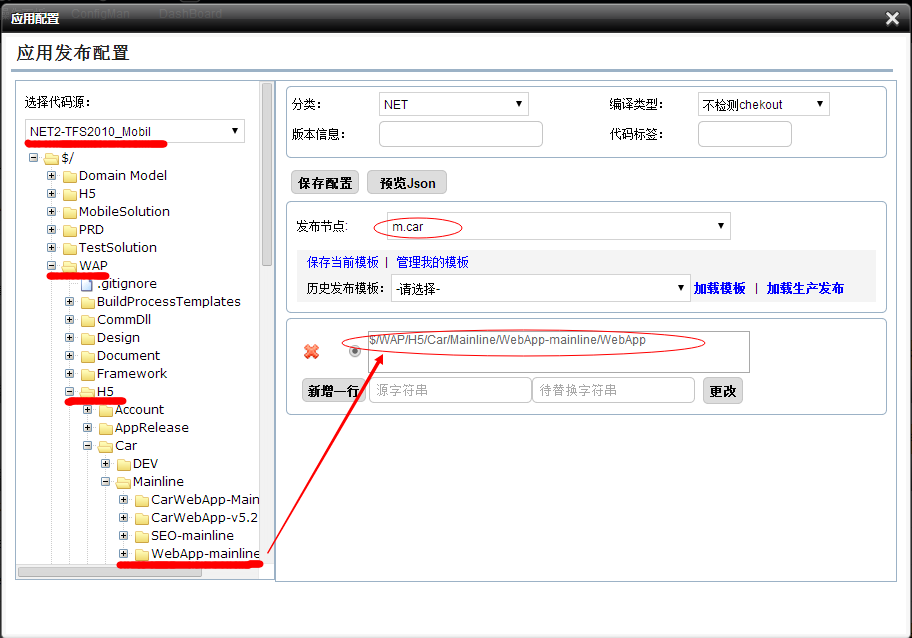 应用配置
ConfigMan DashBoard
应用发布配置
选择代码源：
NET2-TFS2010_Mobil
$/
Domain Model
H5
MobileSolution
PRD
TestSolution
WAP
.gitignore
BuildProcessTemplates
CommDll
Design
Document
Framework
H5
Account
AppRelease
Car
DEV
Mainline
CarWebApp-Main
CarWebApp-v5.2
SEO-mainline
WebApp-mainline
分类： NET 编译类型： 不检测chekout
版本信息： 代码标签：
保存配置 预览Json
发布节点: m.car
保存当前模板 | 管理我的模板
历史发布模板： -请选择- 加载模板 | 加载生产发布
$/WAP/H5/Car/Mainline/WebApp-mainline/WebApp
新增一行 源字符串 待替换字符串 更改